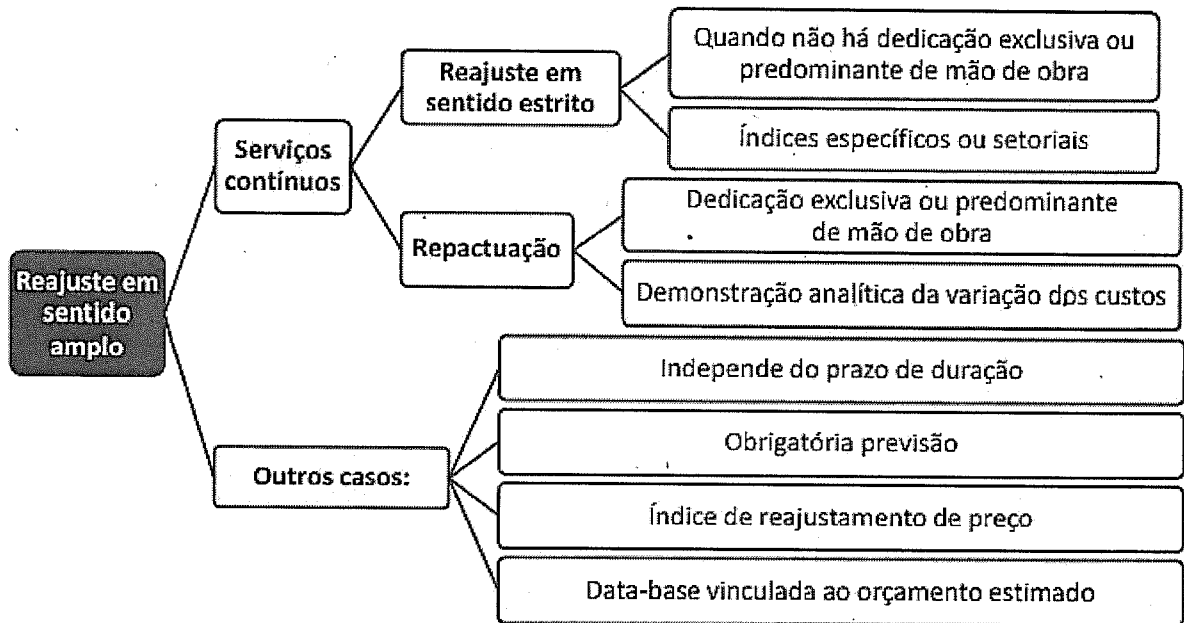 Reajuste em
sentido
amplo
Serviços
contínuos
Reajuste em
sentido estrito
Quando não há dedicação exclusiva ou
predominante de mão de obra
Índices específicos ou setoriais
Repactuação
Dedicação exclusiva ou predominante
de mão de obra
Demonstração analítica da variação dos custos
Outros casos:
Independe do prazo de duração
Obrigatória previsão
Índice de reajustamento de preço
Data-base vinculada ao orçamento estimado